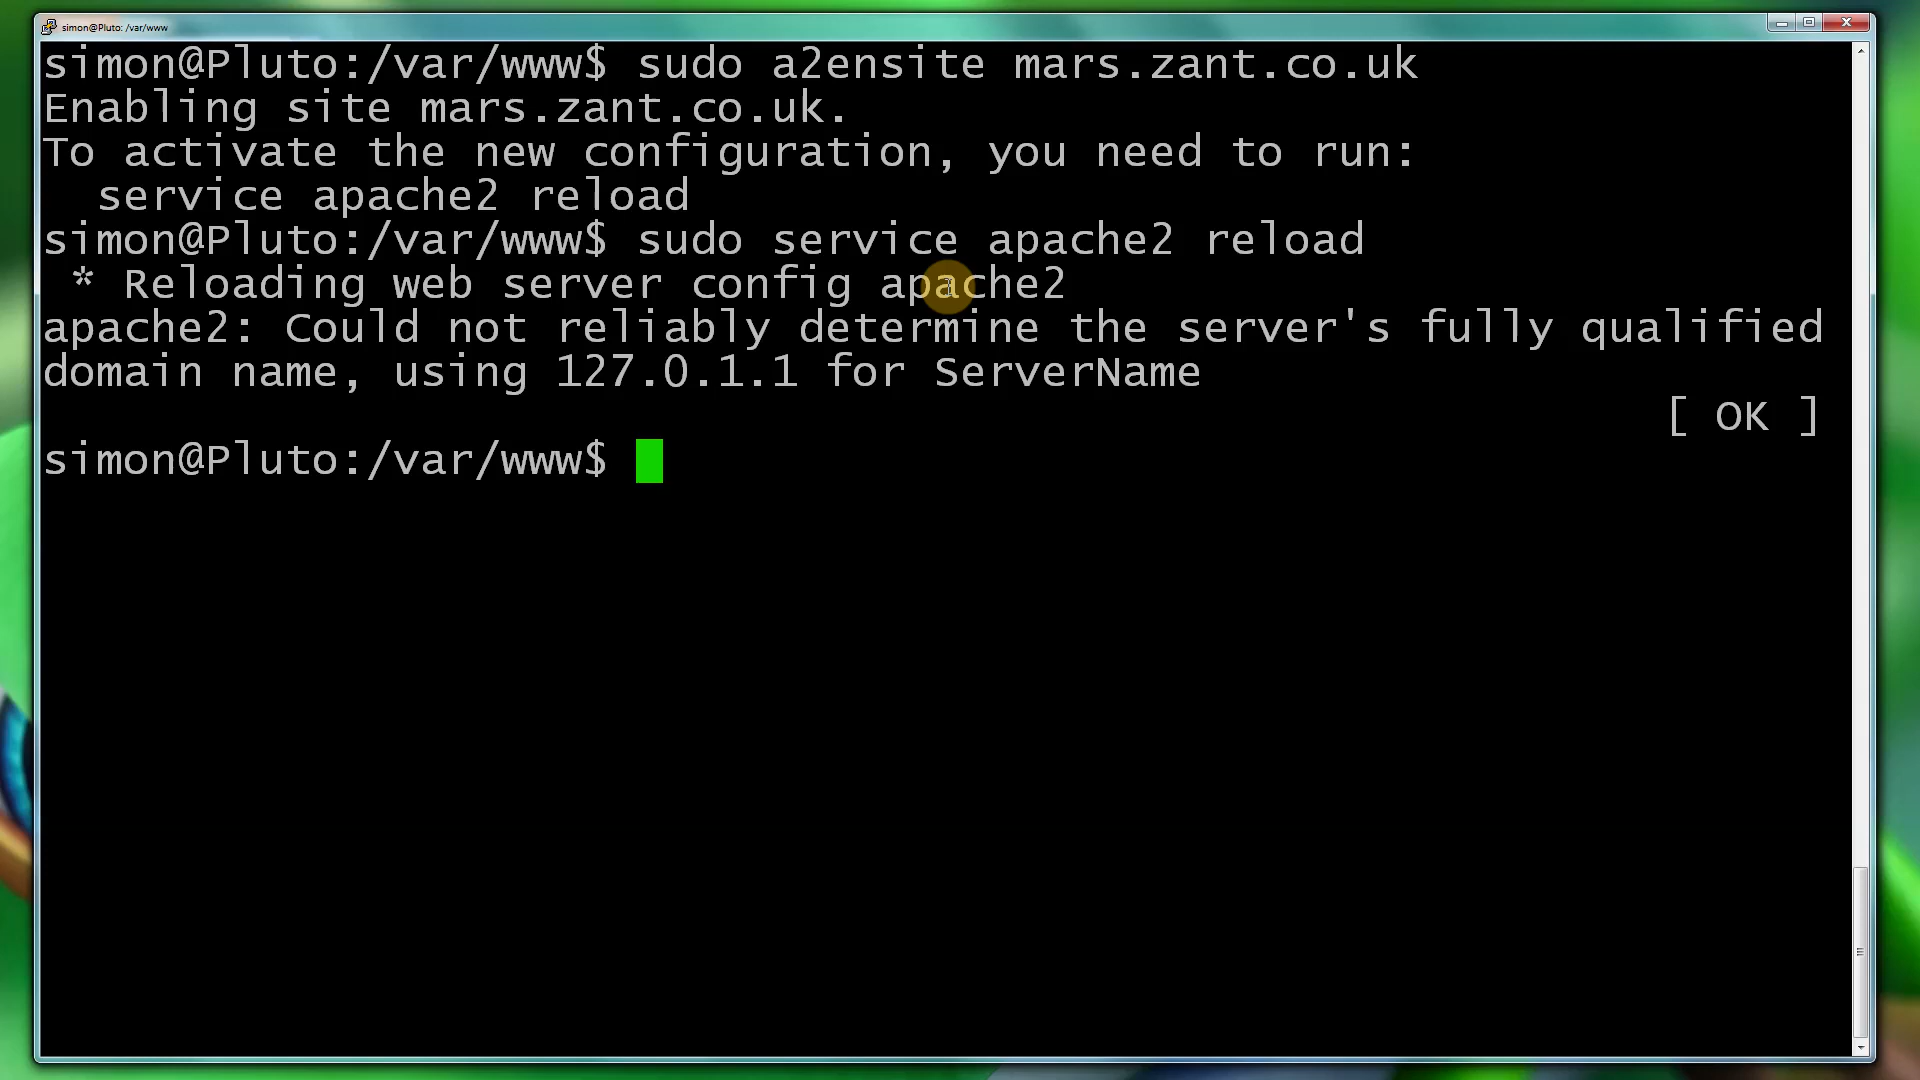 simon@Pluto: /var/www
simon@Pluto:/var/www$ sudo a2ensite mars.zant.co.uk
Enabling site mars.zant.co.uk.
To activate the new configuration, you need to run:
  service apache2 reload
simon@Pluto:/var/www$ sudo service apache2 reload
 * Reloading web server config apache2
apache2: Could not reliably determine the server's fully qualified
domain name, using 127.0.1.1 for ServerName
[ OK ]
simon@Pluto:/var/www$